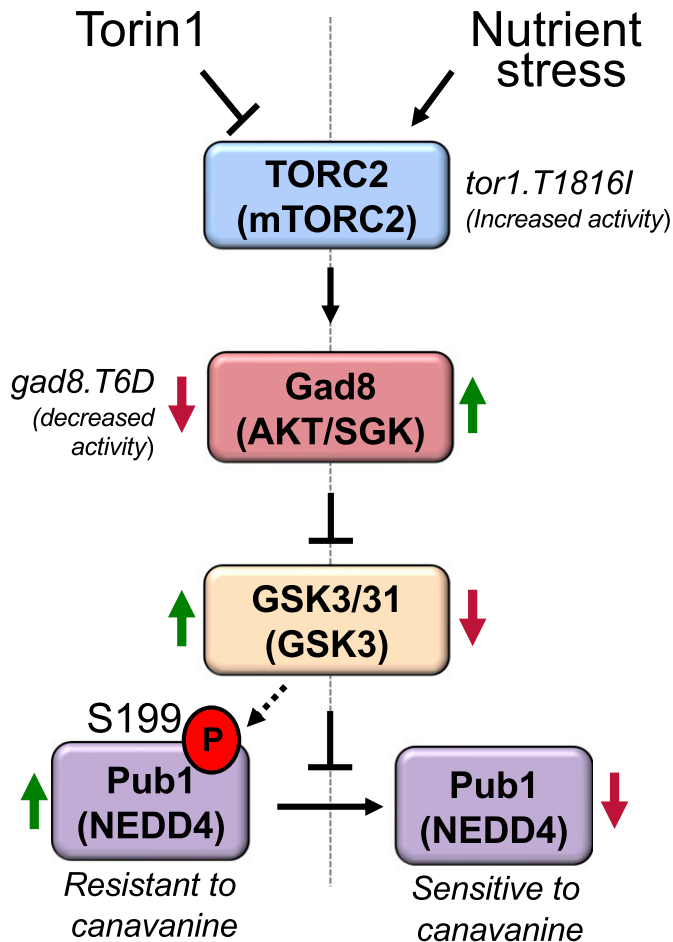 Torin1
Nutrient
stress
TORC2
(mTORC2)
tor1.T1816I
(Increased activity)
gad8.T6D
(decreased
activity)
Gad8
(AKT/SGK)
GSK3/31
(GSK3)
S199
P
Pub1
(NEDD4)
Pub1
(NEDD4)
Resistant to
canavanine
Sensitive to
canavanine